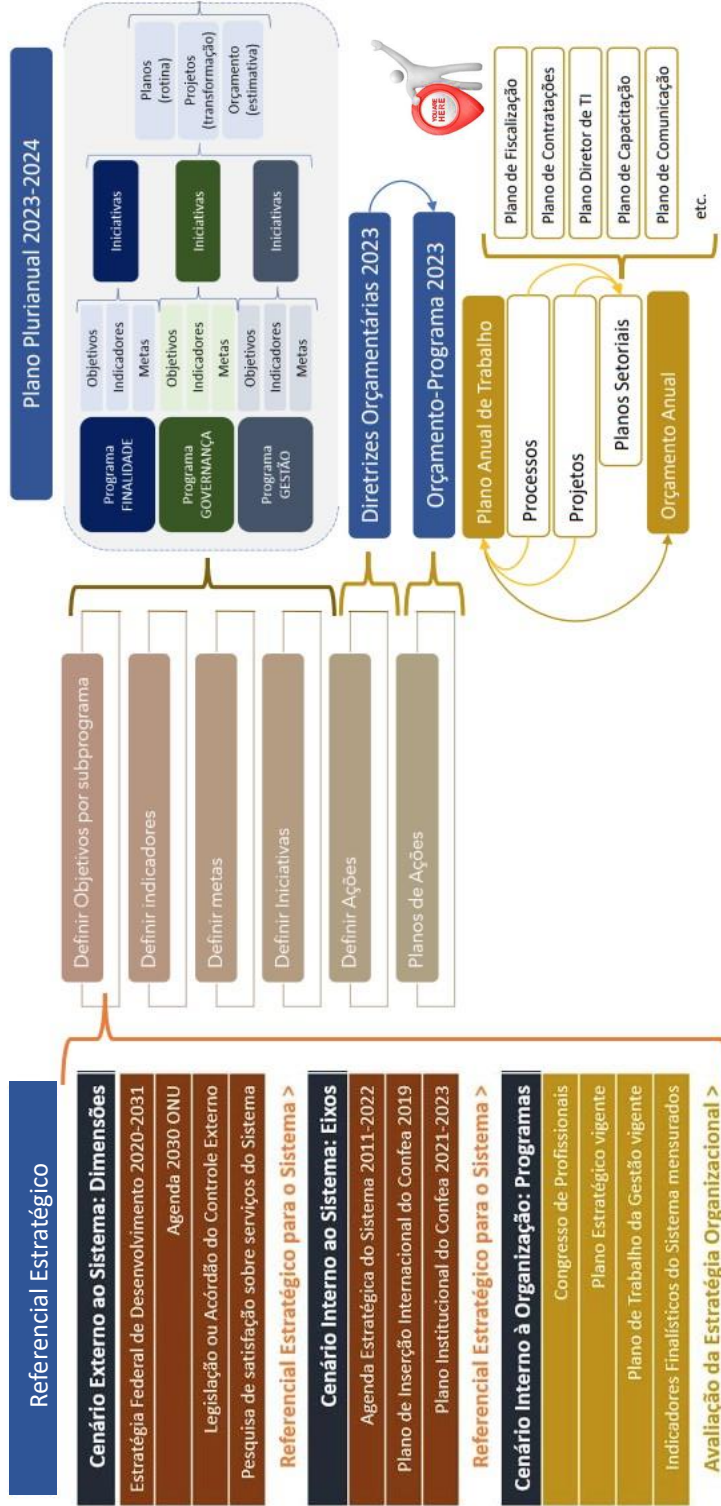 Referencial Estratégico
Cenário Externo ao Sistema: Dimensões
Estratégia Federal de Desenvolvimento 2020-2031
Agenda 2030 ONU
Legislação ou Acórdão do Controle Externo
Pesquisa de satisfação sobre serviços do Sistema
Referencial Estratégico para o Sistema >
Cenário Interno ao Sistema: Eixos
Agenda Estratégica do Sistema 2011-2022
Plano de Inserção Internacional do Confea 2019
Plano Institucional do Confea 2021-2023
Referencial Estratégico para o Sistema >
Cenário Interno à Organização: Programas
Congresso de Profissionais
Plano Estratégico vigente
Plano de Trabalho da Gestão vigente
Indicadores Finalísticos do Sistema mensurados
Avaliação da Estratégia Organizacional >
Definir Objetivos por subprograma
Definir indicadores
Definir metas
Definir Iniciativas
Definir Ações
Planos de Ações
Plano Plurianual 2023-2024
Programa
FINALIDADE
Objetivos
Indicadores
Metas
Iniciativas
Programa
GOVERNANÇA
Objetivos
Indicadores
Metas
Iniciativas
Programa
GESTÃO
Objetivos
Indicadores
Metas
Iniciativas
Planos
(rotina)
Projetos
(transformação)
Orçamento
(estimativa)
Diretrizes Orçamentárias 2023
Orçamento-Programa 2023
YOU ARE
HERE
Plano Anual de Trabalho
Processos
Projetos
Planos Setoriais
Orçamento Anual
Plano de Fiscalização
Plano de Contratações
Plano Diretor de TI
Plano de Capacitação
Plano de Comunicação
etc.